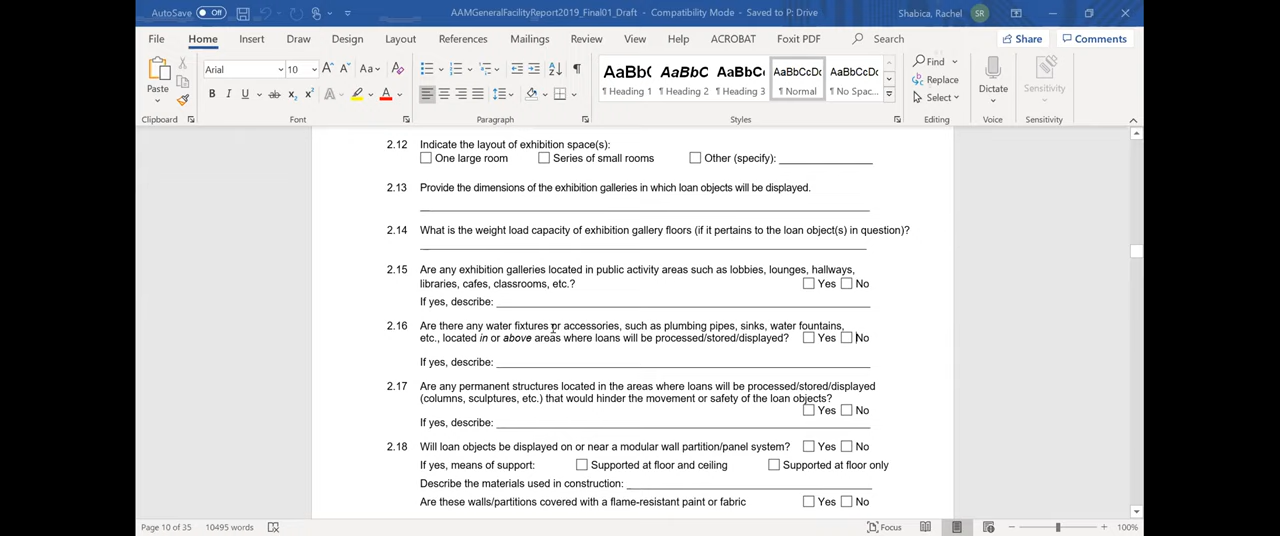 AutoSave Off AAMGeneralFacilityReport2019_Final01_Draft - Compatibility Mode - Saved to P: Drive Shabica, Rachel SR
File Home Insert Draw Design Layout References Mailings Review View Help ACROBAT Foxit PDF Search Share Comments
Paste Arial 10 Aa A A AaBbC AaBbC AaBbC AaBbCcDc AaBbCcDc Find Replace Select Dictate Sensitivity
B I U ab x₂ x² A A ¶ Heading 1 ¶ Heading 2 ¶ Heading 3 ¶ Normal ¶ No Spac...
Clipboard Font Paragraph Styles Editing Voice Sensitivity
2.12 Indicate the layout of exhibition space(s):
One large room Series of small rooms Other (specify):
2.13 Provide the dimensions of the exhibition galleries in which loan objects will be displayed.
2.14 What is the weight load capacity of exhibition gallery floors (if it pertains to the loan object(s) in question)?
2.15 Are any exhibition galleries located in public activity areas such as lobbies, lounges, hallways,
libraries, cafes, classrooms, etc.? Yes No
If yes, describe:
2.16 Are there any water fixtures or accessories, such as plumbing pipes, sinks, water fountains,
etc., located in or above areas where loans will be processed/stored/displayed? Yes No
If yes, describe:
2.17 Are any permanent structures located in the areas where loans will be processed/stored/displayed
(columns, sculptures, etc.) that would hinder the movement or safety of the loan objects?
Yes No
If yes, describe:
2.18 Will loan objects be displayed on or near a modular wall partition/panel system? Yes No
If yes, means of support: Supported at floor and ceiling Supported at floor only
Describe the materials used in construction:
Are these walls/partitions covered with a flame-resistant paint or fabric Yes No
Page 10 of 35 10495 words Focus 100%